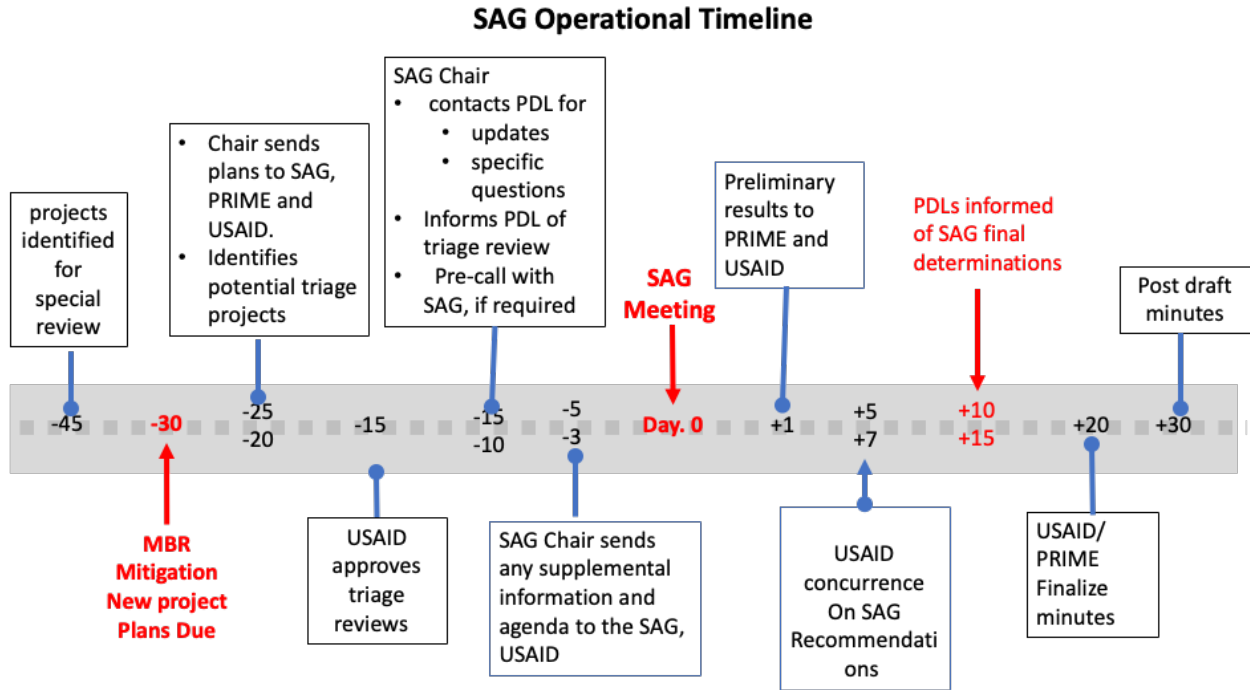 SAG Operational Timeline
projects
identified
for
special
review
• Chair sends
plans to SAG,
PRIME and
USAID.
• Identifies
potential triage
projects
SAG Chair
• contacts PDL for
• updates
• specific
questions
• Informs PDL of
triage review
• Pre-call with
SAG, if required
SAG
Meeting
Preliminary
results to
PRIME and
USAID
PDLs informed
of SAG final
determinations
Post draft
minutes
-45
-30
-25
-20
-15
-15
-10
-5
-3
Day. 0
+1
+5
+7
+10
+15
+20
+30
MBR
Mitigation
New project
Plans Due
USAID
approves
triage
reviews
SAG Chair sends
any supplemental
information and
agenda to the SAG,
USAID
USAID
concurrence
On SAG
Recommendati
ons
USAID/
PRIME
Finalize
minutes